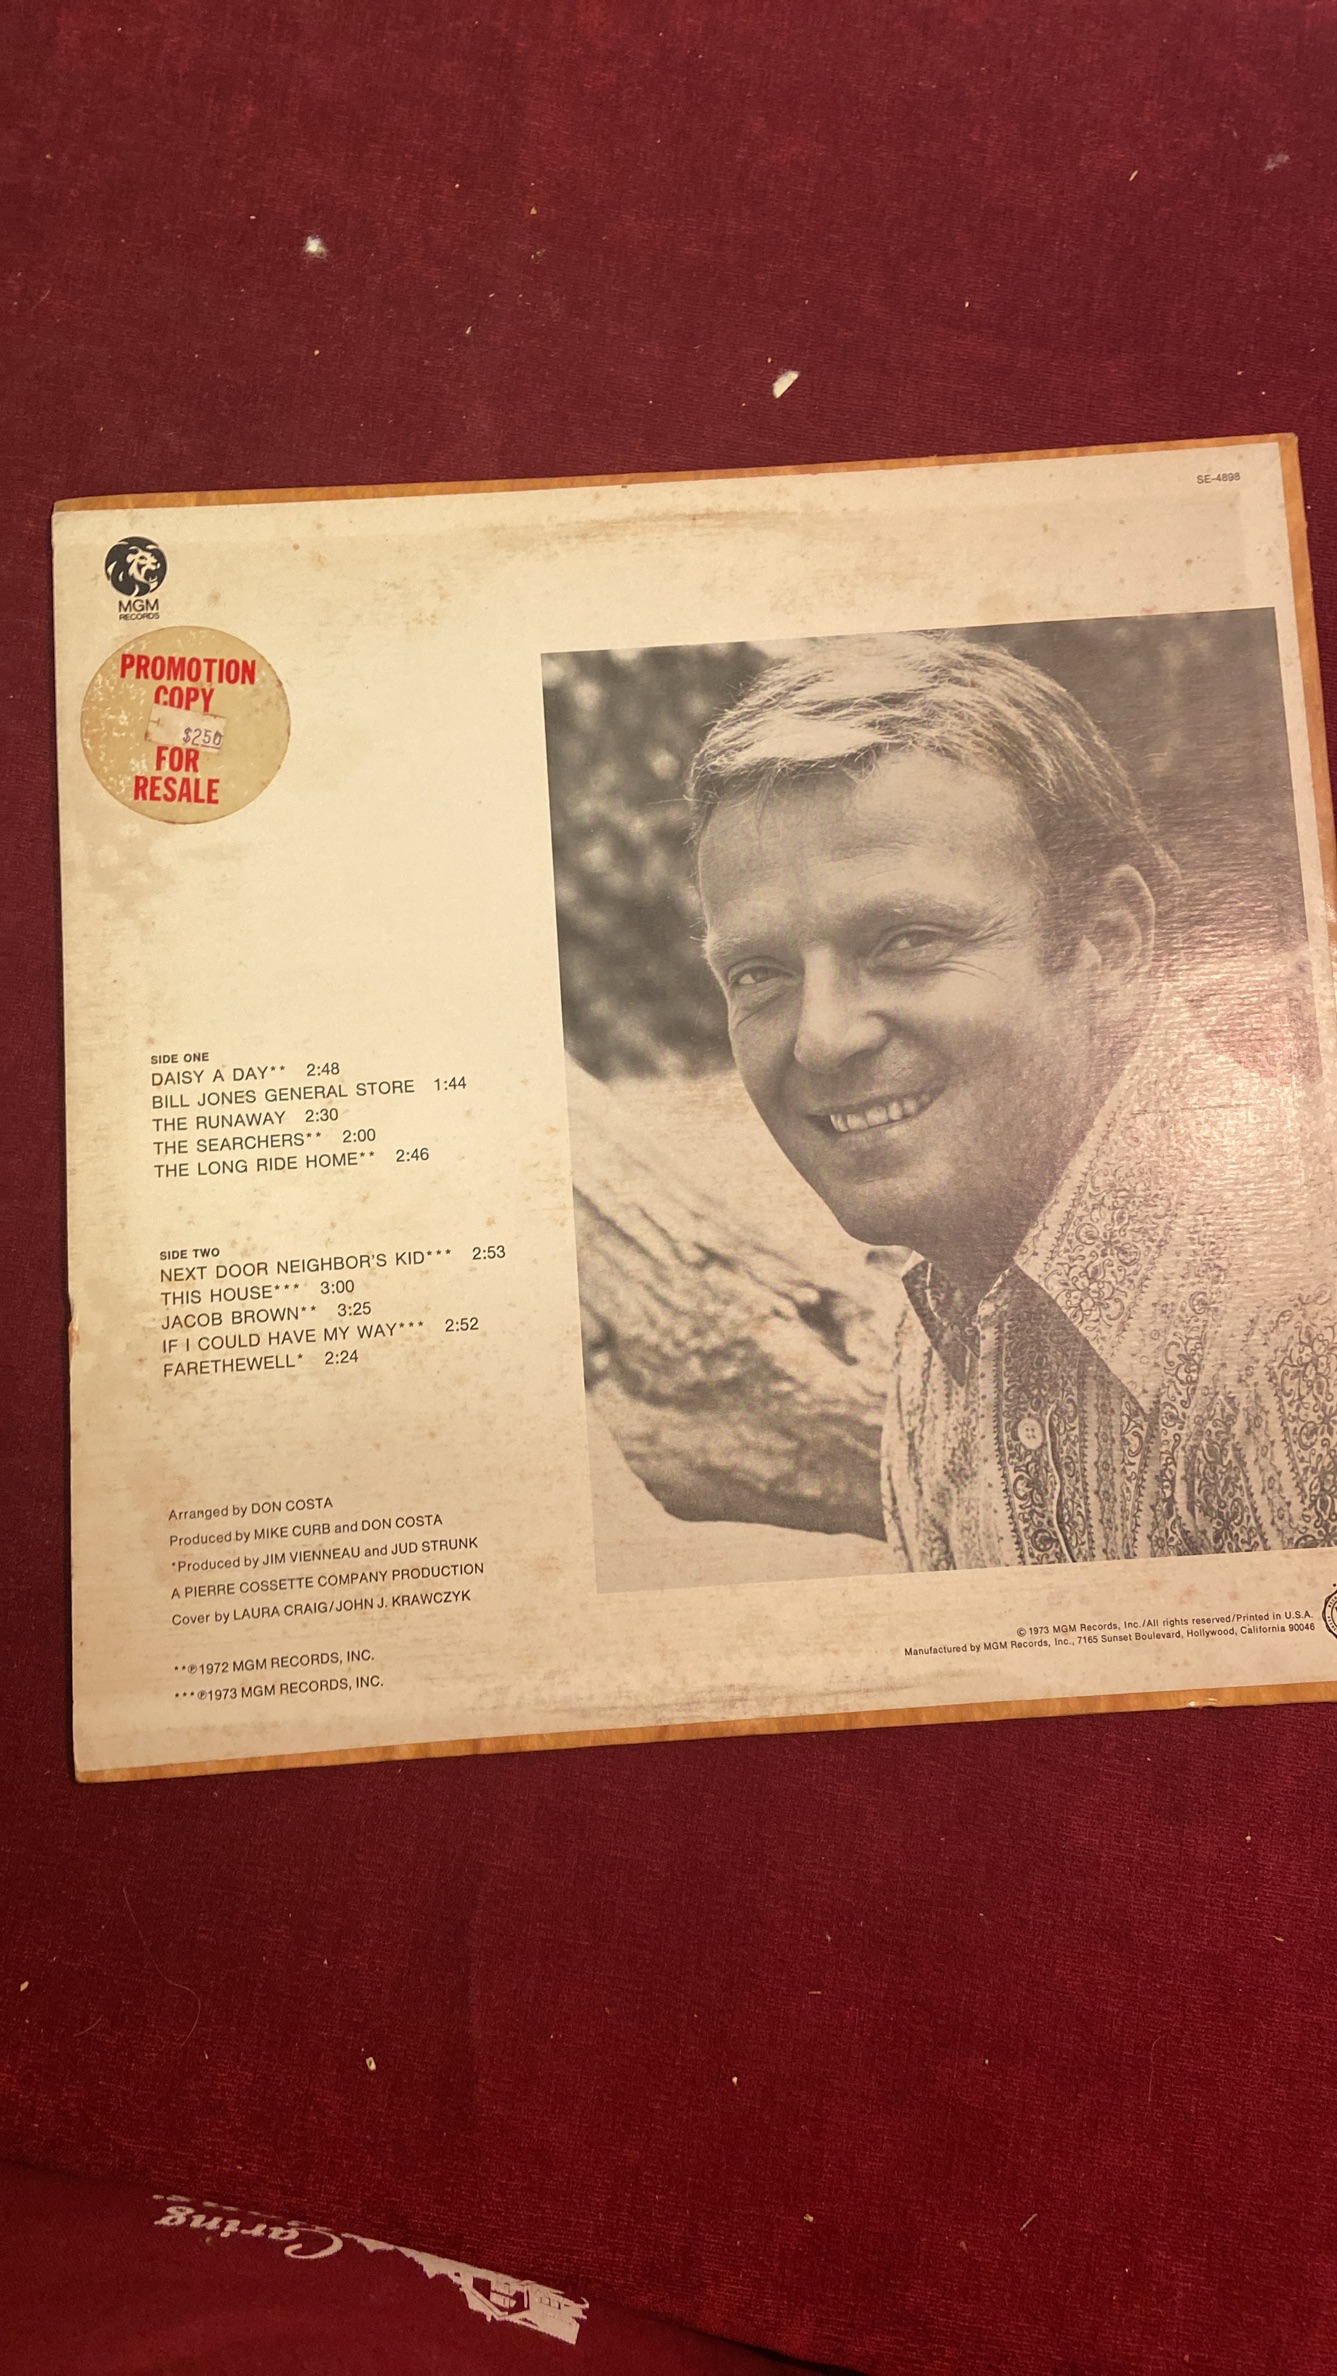 SE-4898
MGM
RECORDS
PROMOTION
COPY
$250
FOR
RESALE
SIDE ONE
DAISY A DAY** 2:48
BILL JONES GENERAL STORE 1:44
THE RUNAWAY 2:30
THE SEARCHERS** 2:00
THE LONG RIDE HOME** 2:46
SIDE TWO
NEXT DOOR NEIGHBOR'S KID*** 2:53
THIS HOUSE*** 3:00
JACOB BROWN** 3:25
IF I COULD HAVE MY WAY*** 2:52
FARETHEWELL* 2:24
Arranged by DON COSTA
Produced by MIKE CURB and DON COSTA
*Produced by JIM VIENNEAU and JUD STRUNK
A PIERRE COSSETTE COMPANY PRODUCTION
Cover by LAURA CRAIG/JOHN J. KRAWCZYK
**℗1972 MGM RECORDS, INC.
***℗1973 MGM RECORDS, INC.
©1973 MGM Records, Inc./All rights reserved/Printed in U.S.A.
Manufactured by MGM Records, Inc., 7165 Sunset Boulevard, Hollywood, California 90046
Caring